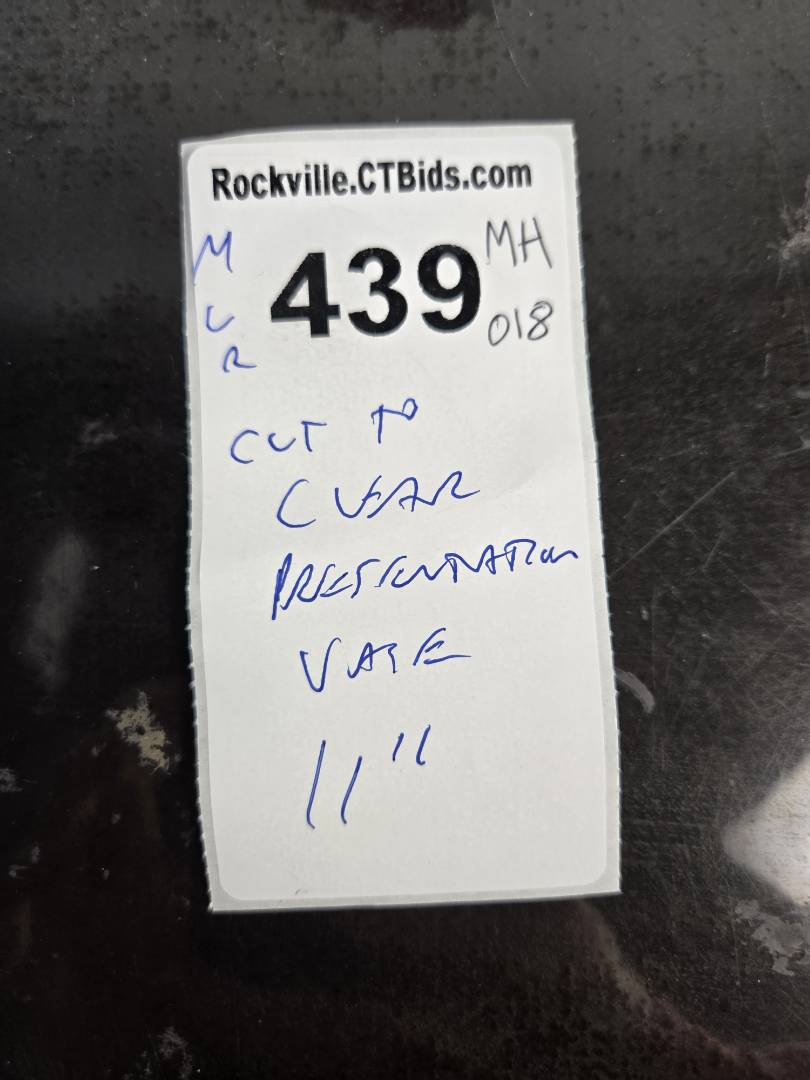 Rockville.CTBids.com
439
MH
018
CUT TO
CLEAR
PRESENTATION
VASE
11"